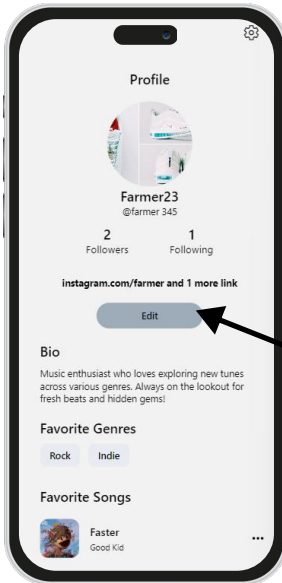 Profile
Farmer23
@farmer 345
2 1
Followers Following
instagram.com/farmer and 1 more link
Edit
Bio
Music enthusiast who loves exploring new tunes
across various genres. Always on the lookout for
fresh beats and hidden gems!
Favorite Genres
Rock Indie
Favorite Songs
Faster
Good Kid